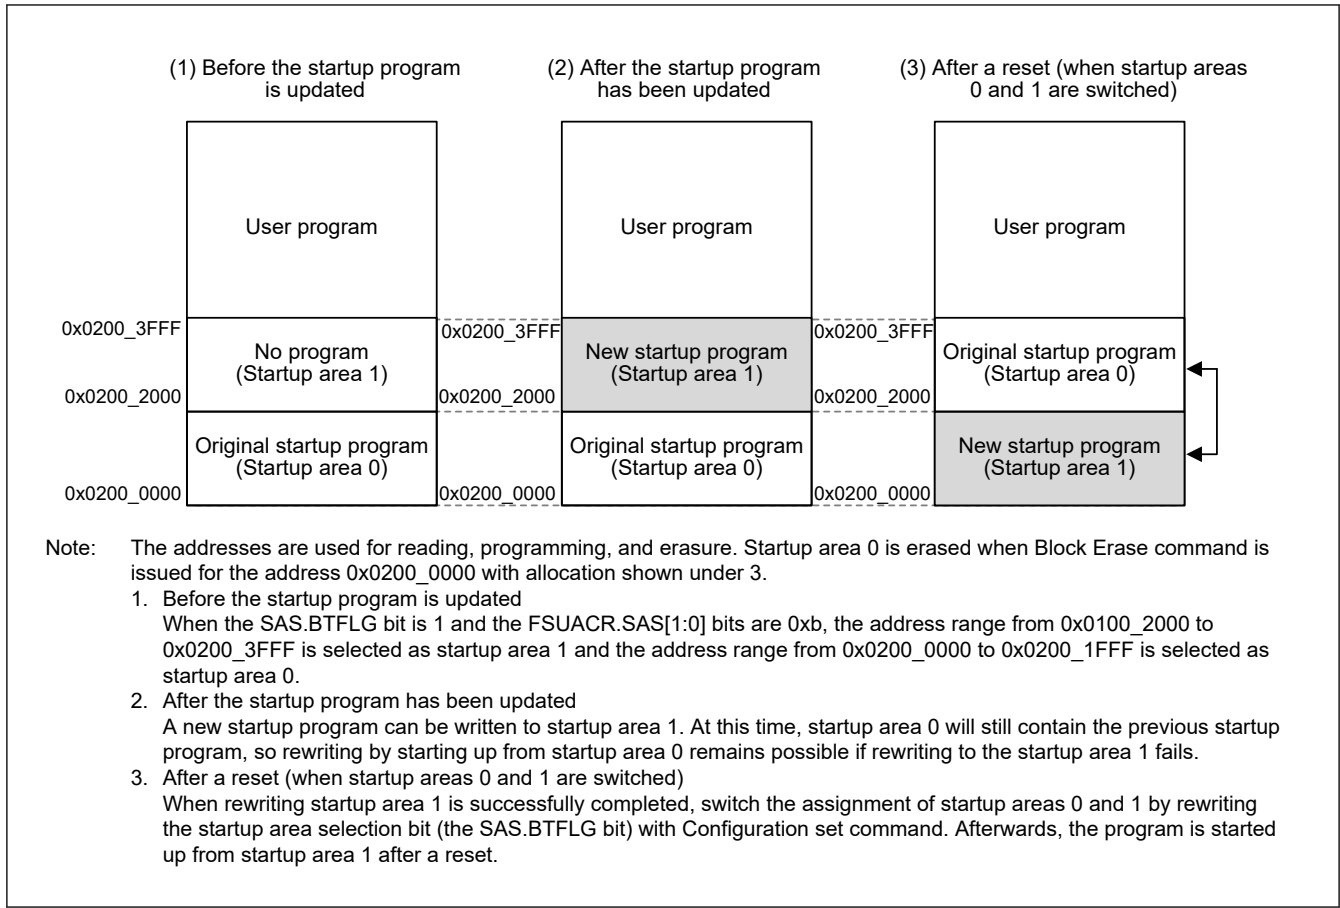 (1) Before the startup program
is updated
(2) After the startup program
has been updated
(3) After a reset (when startup areas
0 and 1 are switched)
User program
User program
User program
0x0200_3FFF
No program
(Startup area 1)
0x0200_3FFF
New startup program
(Startup area 1)
0x0200_3FFF
Original startup program
(Startup area 0)
0x0200_2000
0x0200_2000
0x0200_2000
Original startup program
(Startup area 0)
Original startup program
(Startup area 0)
New startup program
(Startup area 1)
0x0200_0000
0x0200_0000
0x0200_0000
Note: The addresses are used for reading, programming, and erasure. Startup area 0 is erased when Block Erase command is
issued for the address 0x0200_0000 with allocation shown under 3.
1. Before the startup program is updated
When the SAS.BTFLG bit is 1 and the FSUACR.SAS[1:0] bits are 0xb, the address range from 0x0100_2000 to
0x0200_3FFF is selected as startup area 1 and the address range from 0x0200_0000 to 0x0200_1FFF is selected as
startup area 0.
2. After the startup program has been updated
A new startup program can be written to startup area 1. At this time, startup area 0 will still contain the previous startup
program, so rewriting by starting up from startup area 0 remains possible if rewriting to the startup area 1 fails.
3. After a reset (when startup areas 0 and 1 are switched)
When rewriting startup area 1 is successfully completed, switch the assignment of startup areas 0 and 1 by rewriting
the startup area selection bit (the SAS.BTFLG bit) with Configuration set command. Afterwards, the program is started
up from startup area 1 after a reset.